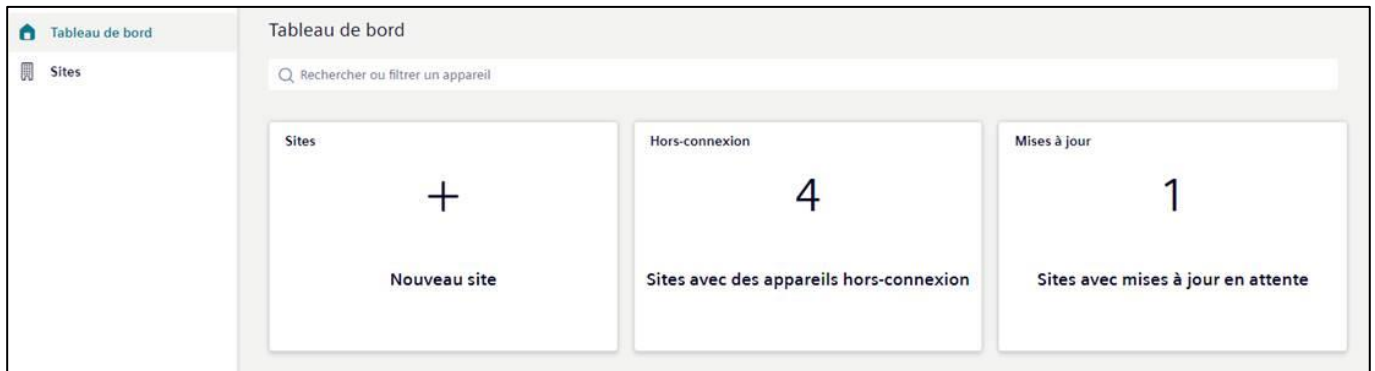 Tableau de bord
Sites
Tableau de bord
Rechercher ou filtrer un appareil
Sites
+
Nouveau site
Hors-connexion
4
Sites avec des appareils hors-connexion
Mises à jour
1
Sites avec mises à jour en attente